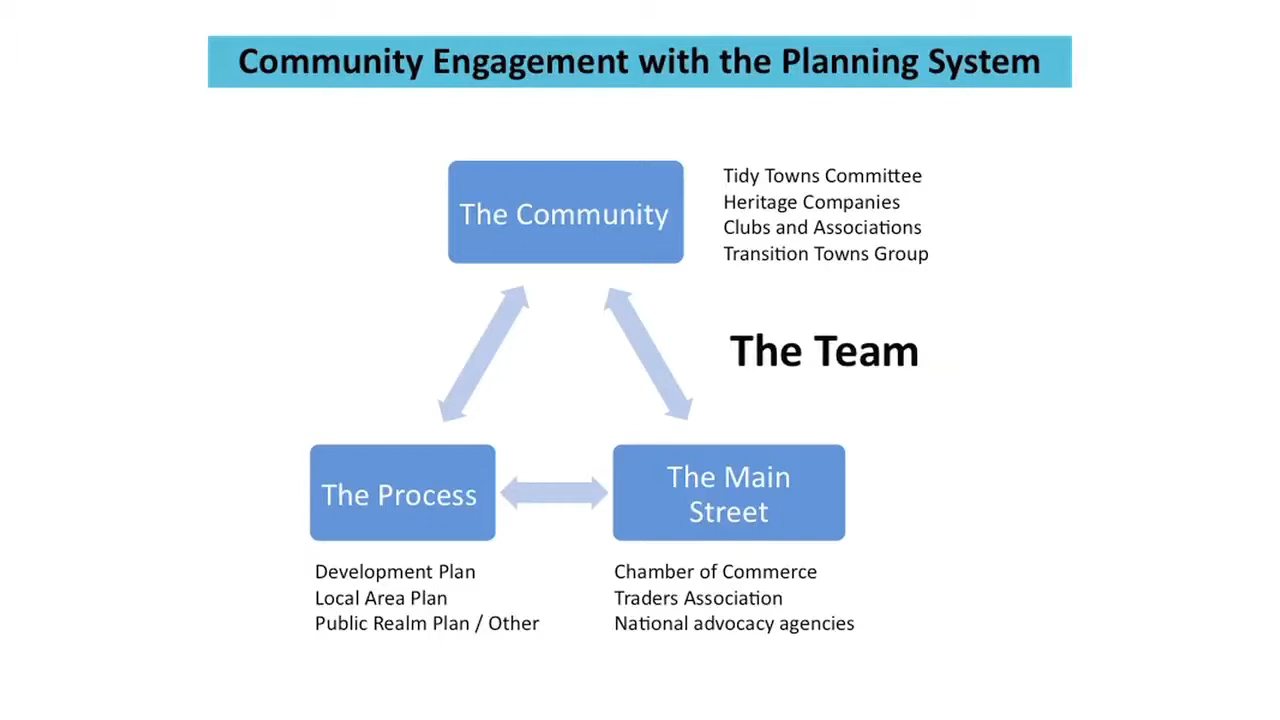 Community Engagement with the Planning System
The Community
Tidy Towns Committee
Heritage Companies
Clubs and Associations
Transition Towns Group
The Team
The Process
The Main
Street
Development Plan
Local Area Plan
Public Realm Plan / Other
Chamber of Commerce
Traders Association
National advocacy agencies